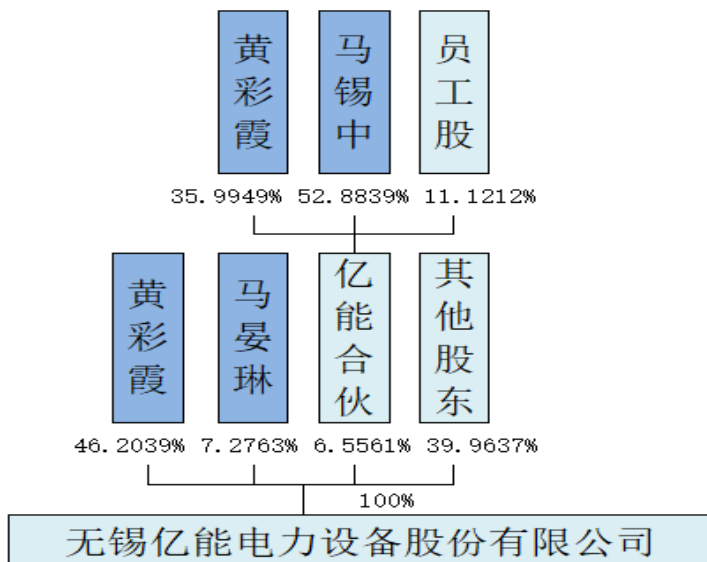 黄彩霞
马锡中
员工股
35.9949% 52.8839% 11.1212%
黄彩霞
马晏琳
亿能合伙
其他股东
46.2039% 7.2763% 6.5561% 39.9637%
100%
无锡亿能电力设备股份有限公司